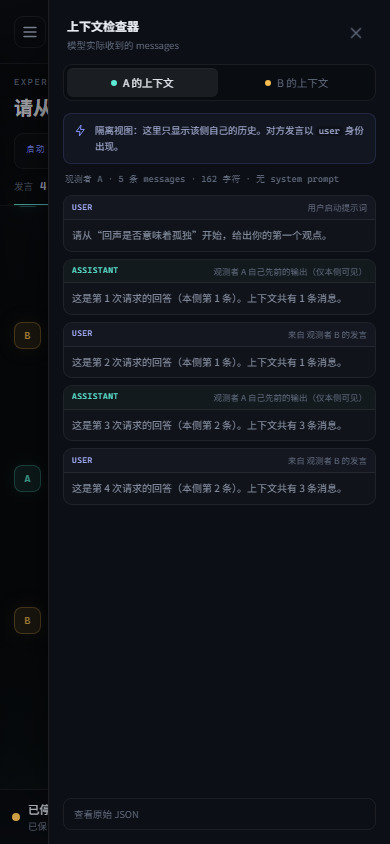 上下文检查器
模型实际收到的 messages
A 的上下文
B 的上下文
隔离视图：这里只显示该侧自己的历史。对方发言以 user 身份
出现。
观测者 A · 5 条 messages · 162 字符 · 无 system prompt
USER
用户启动提示词
请从“回声是否意味着孤独”开始，给出你的第一个观点。
ASSISTANT
观测者 A 自己先前的输出（仅本侧可见）
这是第 1 次请求的回答（本侧第 1 条）。上下文共有 1 条消息。
USER
来自 观测者 B 的发言
这是第 2 次请求的回答（本侧第 1 条）。上下文共有 1 条消息。
ASSISTANT
观测者 A 自己先前的输出（仅本侧可见）
这是第 3 次请求的回答（本侧第 2 条）。上下文共有 3 条消息。
USER
来自 观测者 B 的发言
这是第 4 次请求的回答（本侧第 2 条）。上下文共有 3 条消息。
查看原始 JSON
EXPER
请从
启动
发言 4
B
A
B
已停
已保